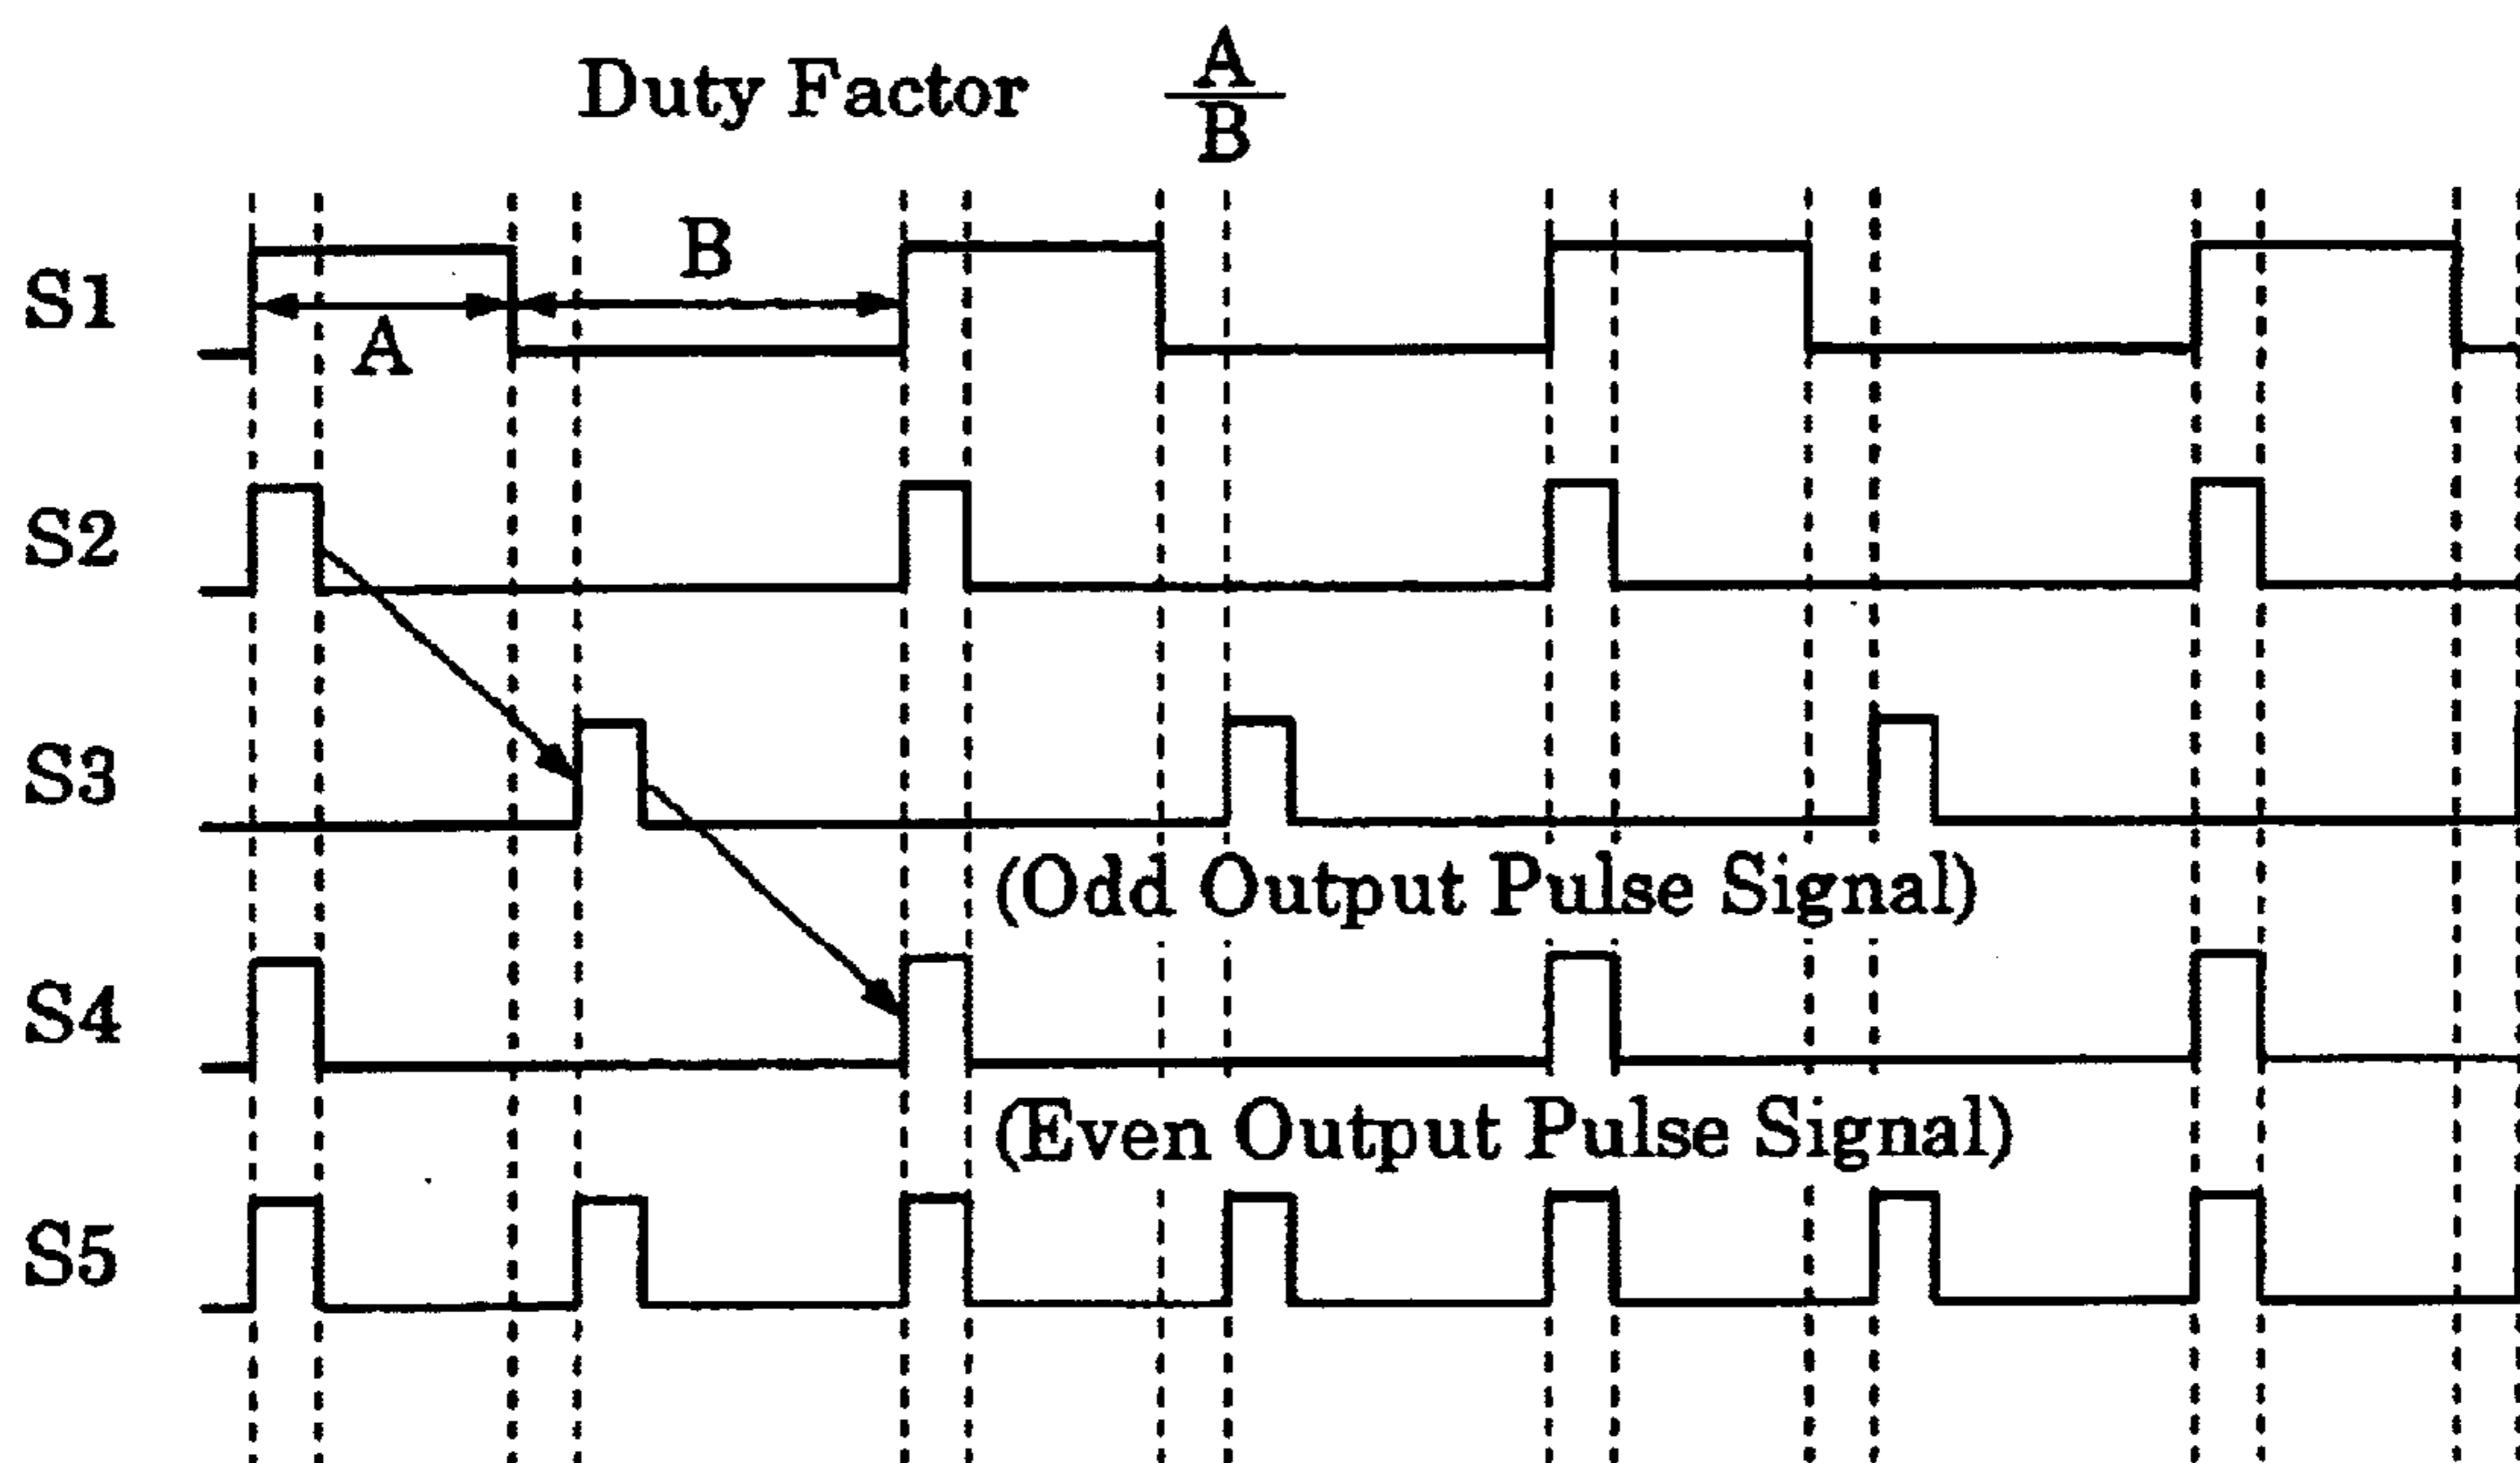 Duty Factor A/B
S1
A
B
S2
S3
(Odd Output Pulse Signal)
S4
(Even Output Pulse Signal)
S5